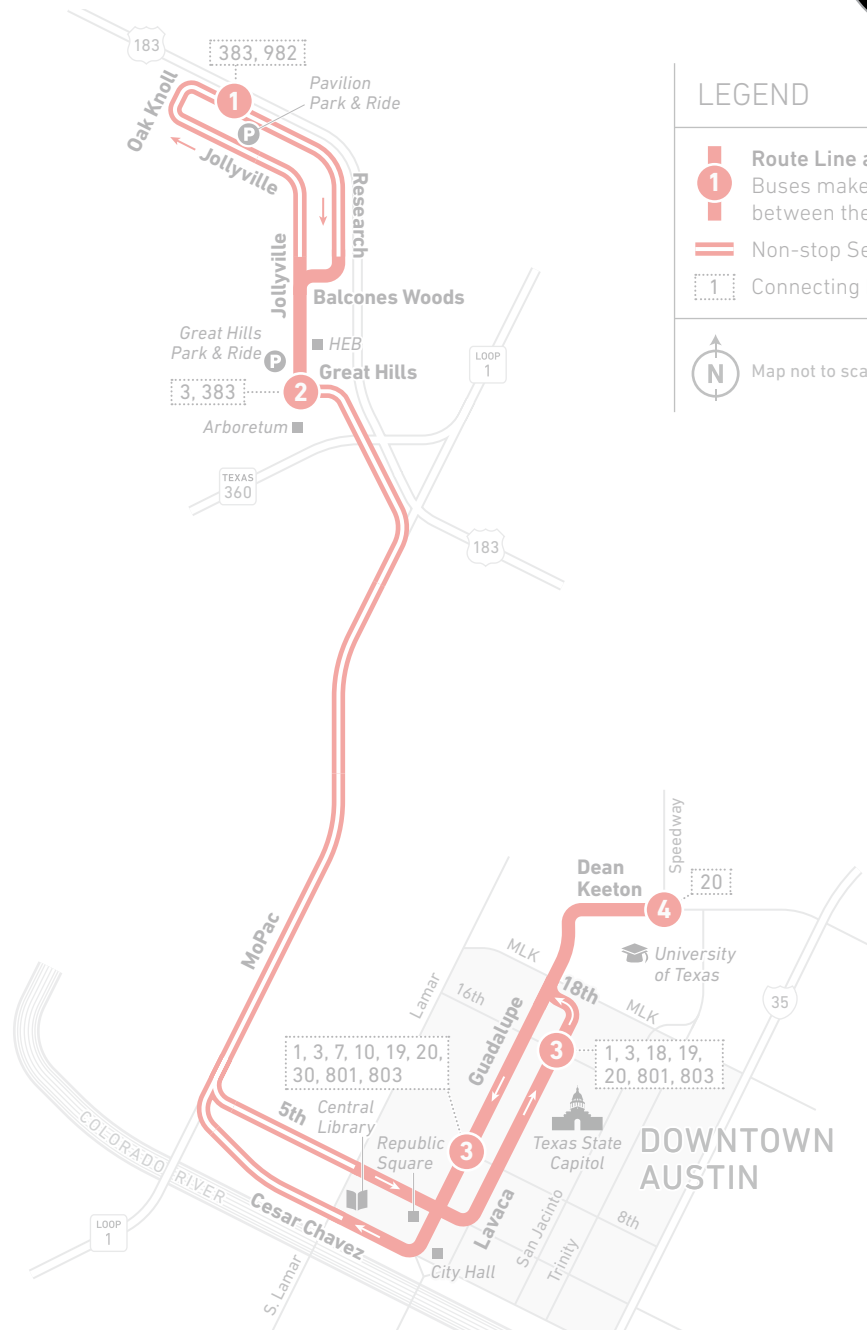 183
383, 982
Pavilion
Park & Ride
1
P
Oak Knoll
Jollyville
Research
Jollyville
Balcones Woods
Great Hills
Park & Ride
P
HEB
Great Hills
3, 383
2
Arboretum
LOOP
1
TEXAS
360
183
LEGEND
1
Route Line a
Buses make
between the
Non-stop Se
1
Connecting
N
Map not to sca
MoPac
Dean
Keeton
Speedway
20
4
University
of Texas
MLK
18th
MLK
16th
Lamar
35
Guadalupe
1, 3, 7, 10, 19, 20,
30, 801, 803
3
1, 3, 18, 19,
20, 801, 803
3
5th
Central
Library
Republic
Square
Texas State
Capitol
DOWNTOWN
AUSTIN
COLORADO RIVER
Cesar Chavez
Lavaca
San Jacinto
Trinity
8th
LOOP
1
S. Lamar
City Hall